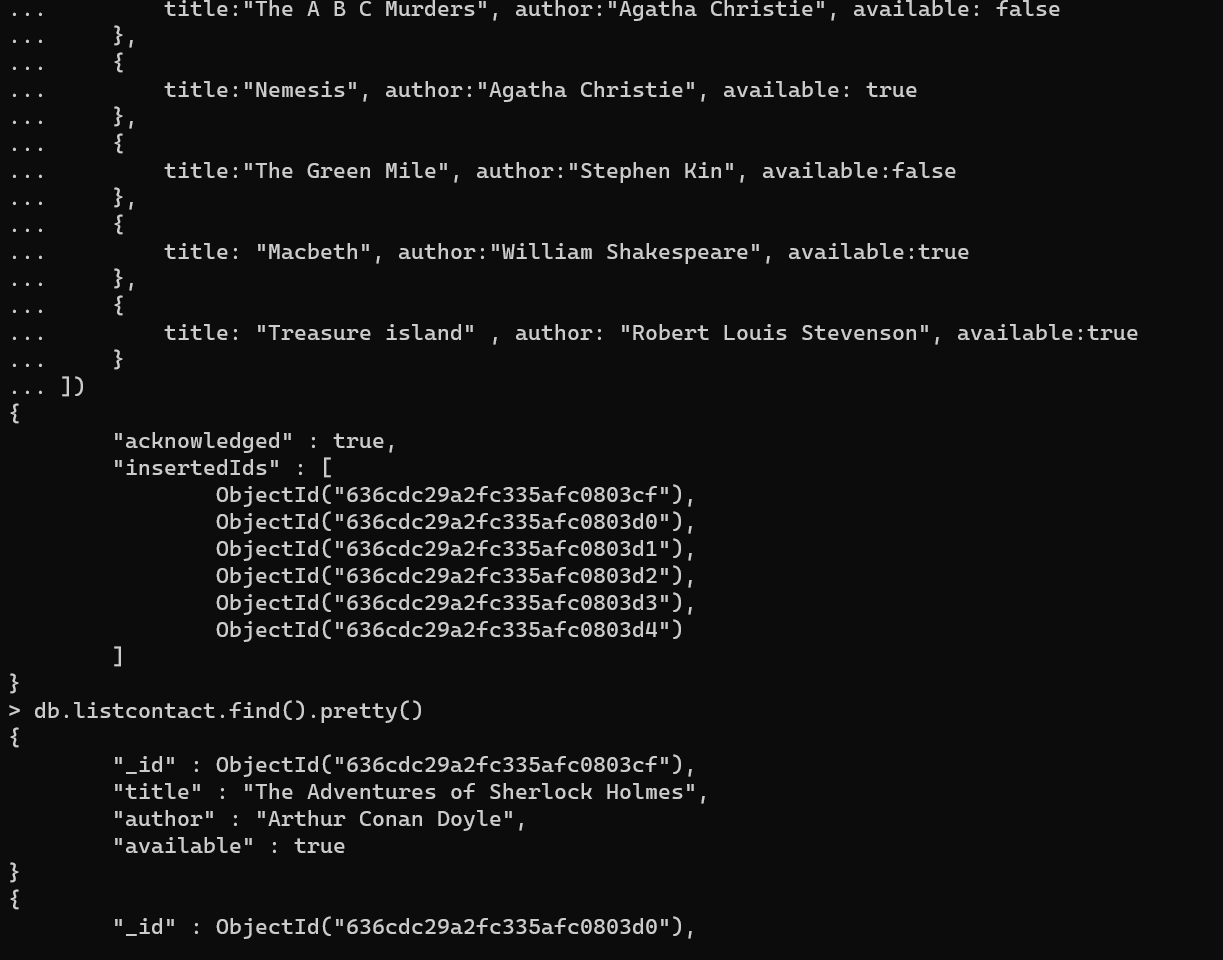 ...         title:"The A B C Murders", author:"Agatha Christie", available: false
...     },
...     {
...         title:"Nemesis", author:"Agatha Christie", available: true
...     },
...     {
...         title:"The Green Mile", author:"Stephen Kin", available:false
...     },
...     {
...         title: "Macbeth", author:"William Shakespeare", available:true
...     },
...     {
...         title: "Treasure island" , author: "Robert Louis Stevenson", available:true
...     }
... ])
{
        "acknowledged" : true,
        "insertedIds" : [
                ObjectId("636cdc29a2fc335afc0803cf"),
                ObjectId("636cdc29a2fc335afc0803d0"),
                ObjectId("636cdc29a2fc335afc0803d1"),
                ObjectId("636cdc29a2fc335afc0803d2"),
                ObjectId("636cdc29a2fc335afc0803d3"),
                ObjectId("636cdc29a2fc335afc0803d4")
        ]
}
> db.listcontact.find().pretty()
{
        "_id" : ObjectId("636cdc29a2fc335afc0803cf"),
        "title" : "The Adventures of Sherlock Holmes",
        "author" : "Arthur Conan Doyle",
        "available" : true
}
{
        "_id" : ObjectId("636cdc29a2fc335afc0803d0"),